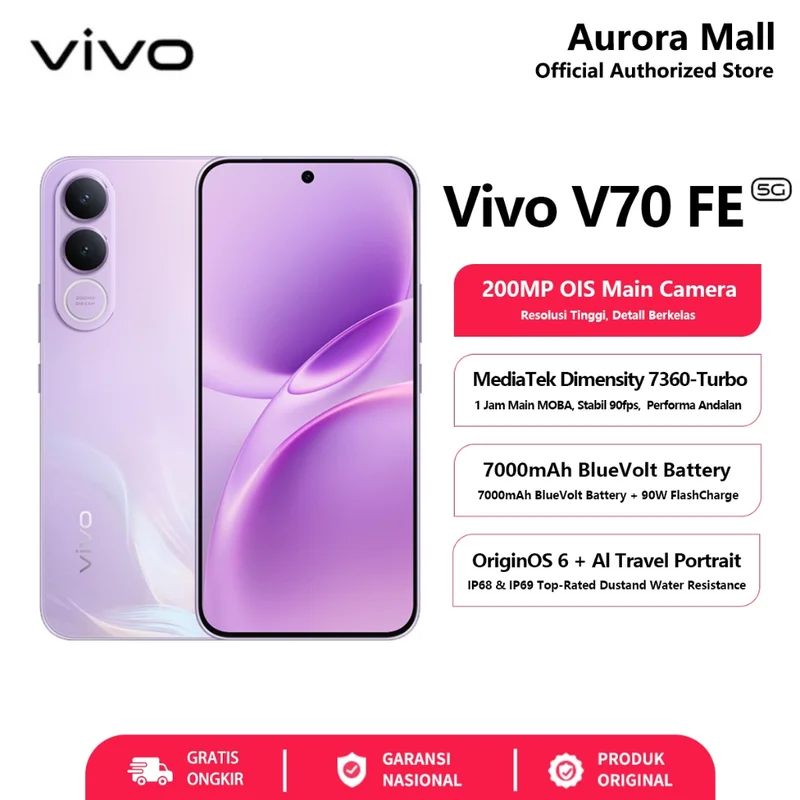 vivo
Aurora Mall
Official Authorized Store
Vivo V70 FE 5G
200MP OIS Main Camera
Resolusi Tinggi, Detail Berkelas
MediaTek Dimensity 7360-Turbo
1 Jam Main MOBA, Stabil 90fps, Performa Andalan
7000mAh BlueVolt Battery
7000mAh BlueVolt Battery + 90W FlashCharge
OriginOS 6 + AI Travel Portrait
IP68 & IP69 Top-Rated Dustand Water Resistance
vivo
GRATIS
ONGKIR
GARANSI
NASIONAL
PRODUK
ORIGINAL